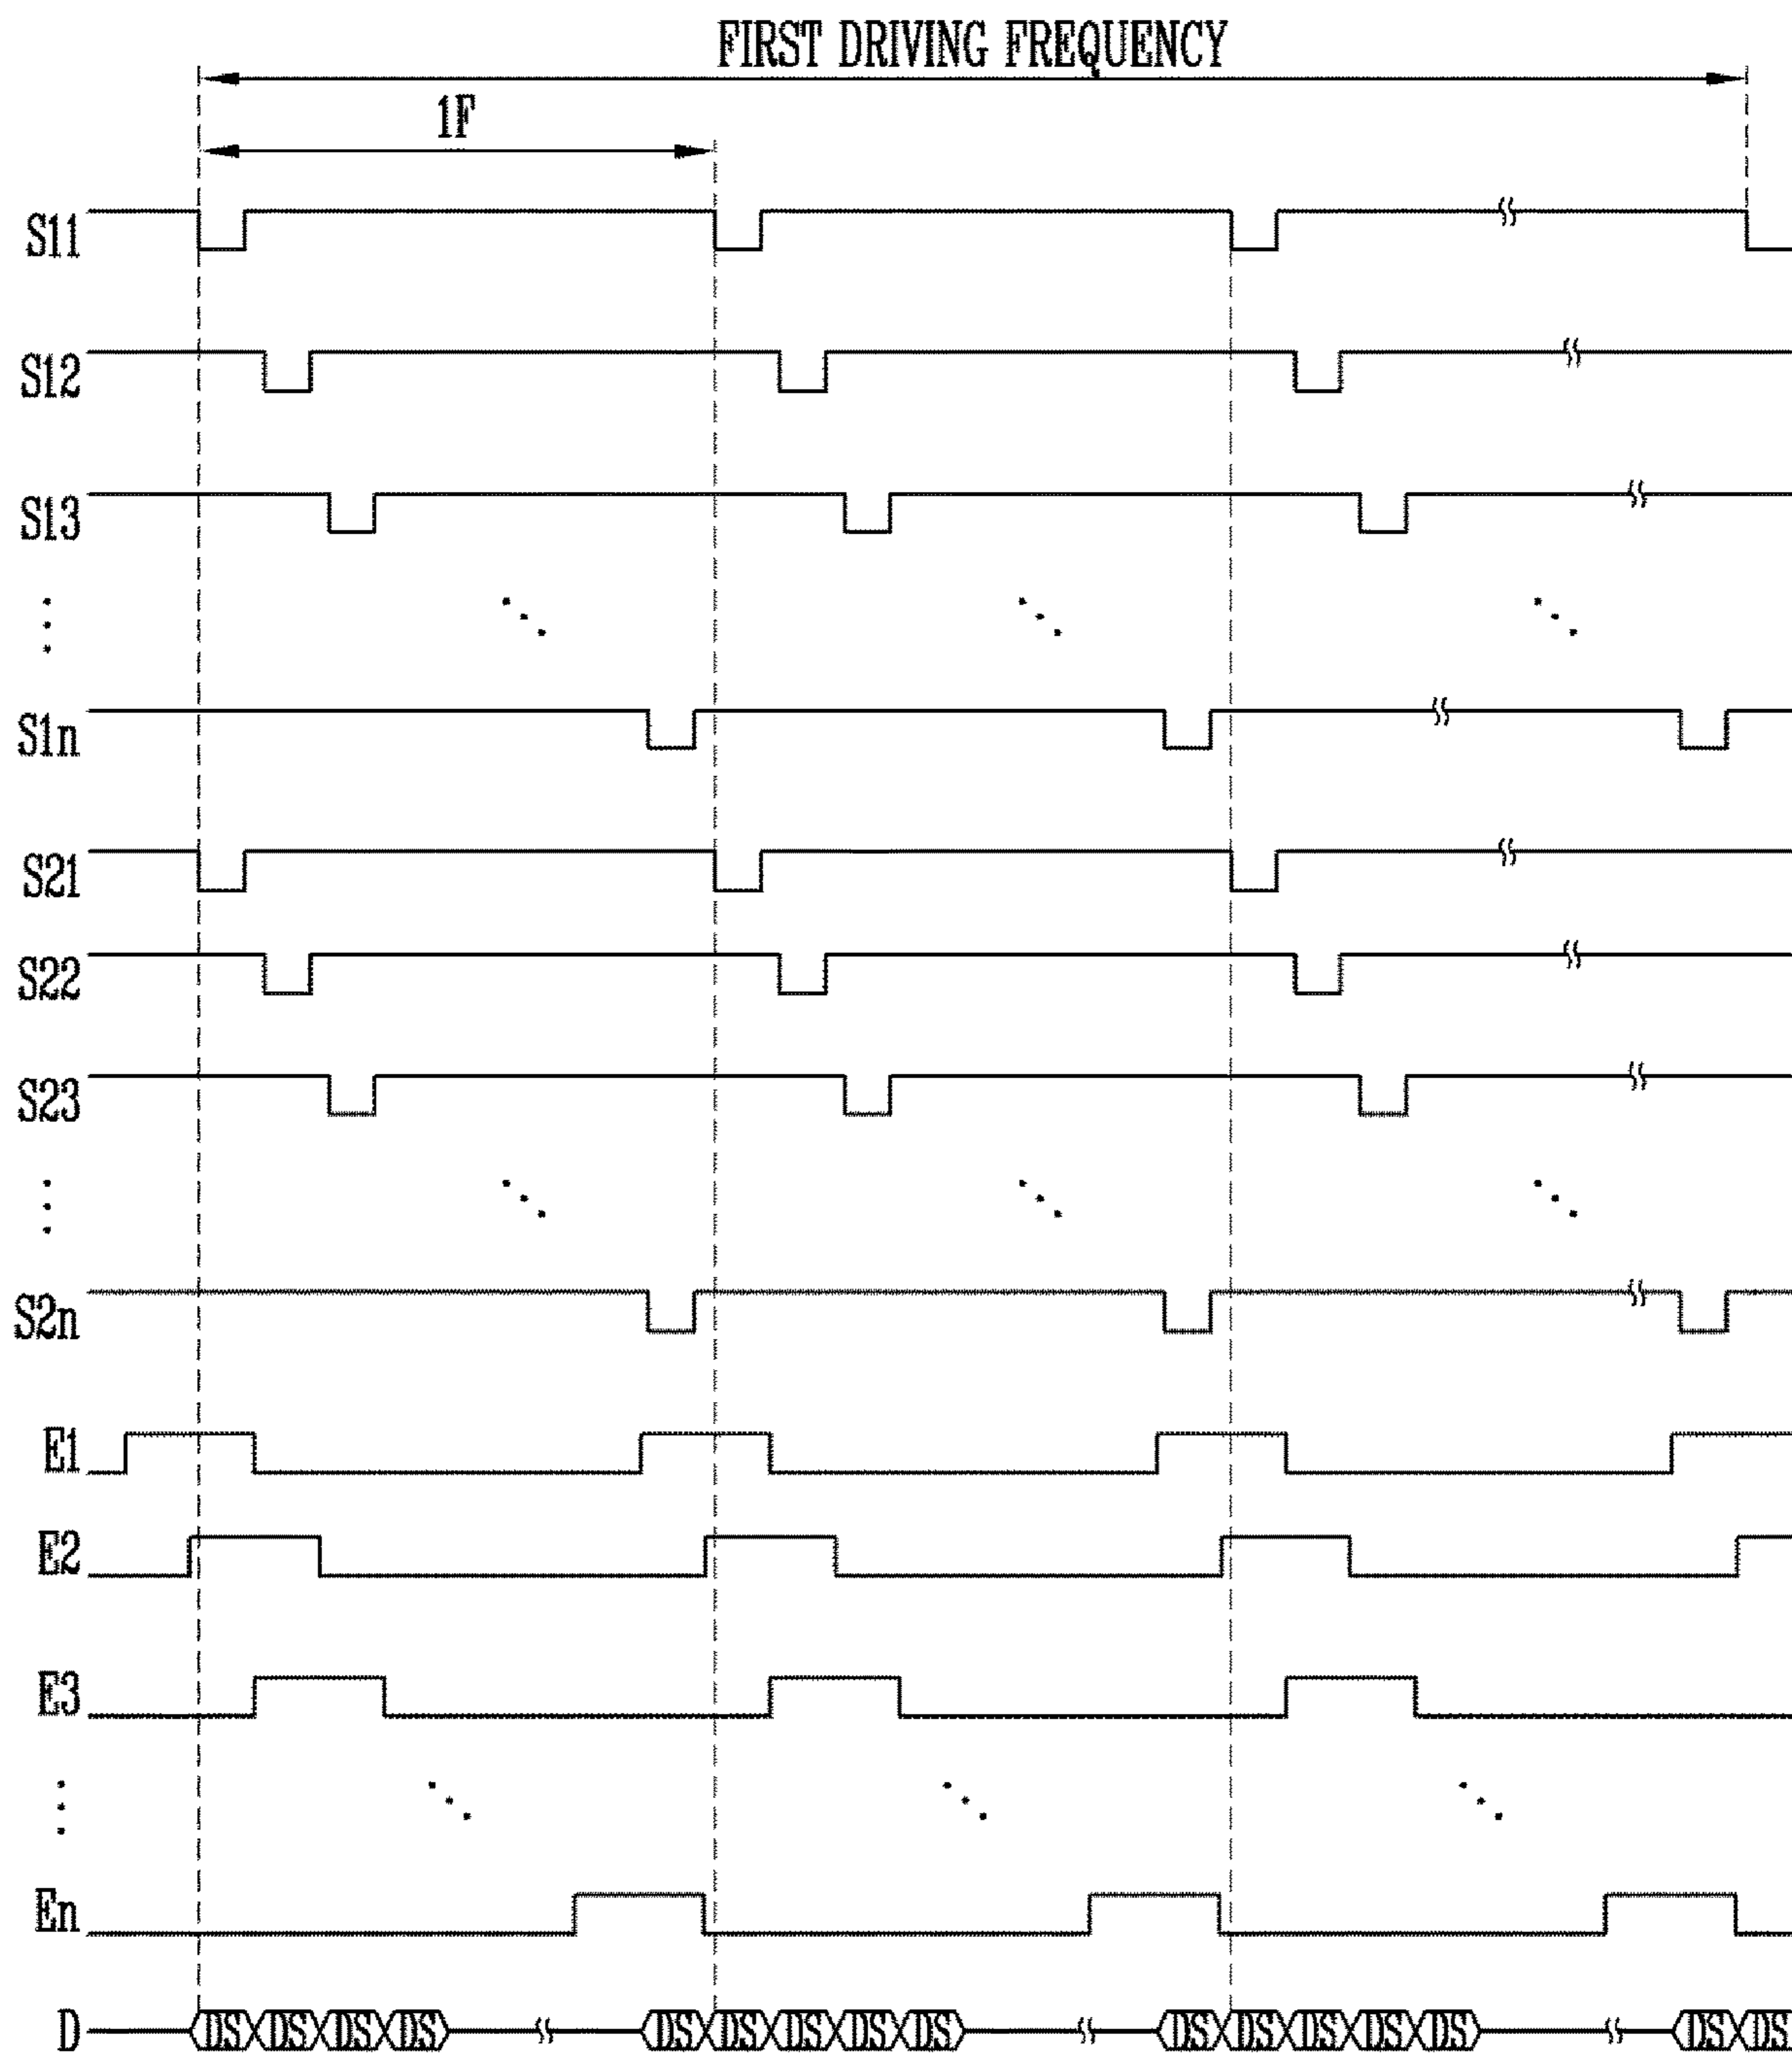 FIRST DRIVING FREQUENCY
1F
S11
S12
S13
S1n
S21
S22
S23
S2n
E1
E2
E3
En
D DS DS DS DS DS DS DS DS DS DS DS DS DS DS DS DS